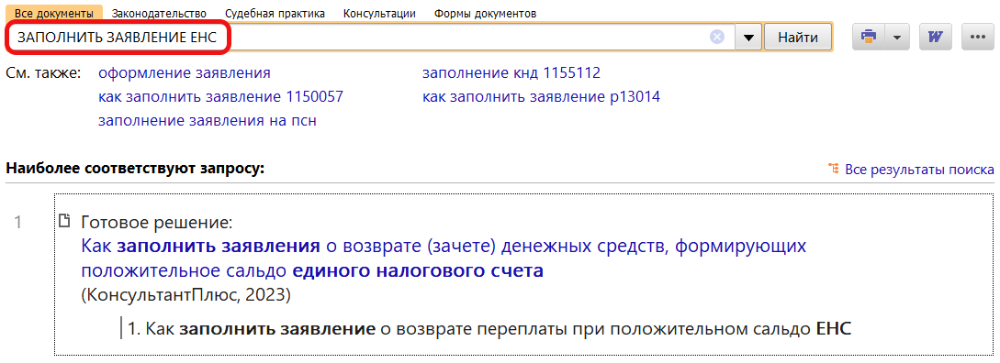 Все документы Законодательство Судебная практика Консультации Формы документов
ЗАПОЛНИТЬ ЗАЯВЛЕНИЕ ЕНС Найти W
См. также: оформление заявления заполнение кнд 1155112
как заполнить заявление 1150057 как заполнить заявление р13014
заполнение заявления на псн
Наиболее соответствуют запросу: Все результаты поиска
1 Готовое решение:
Как заполнить заявления о возврате (зачете) денежных средств, формирующих
положительное сальдо единого налогового счета
(КонсультантПлюс, 2023)
1. Как заполнить заявление о возврате переплаты при положительном сальдо ЕНС